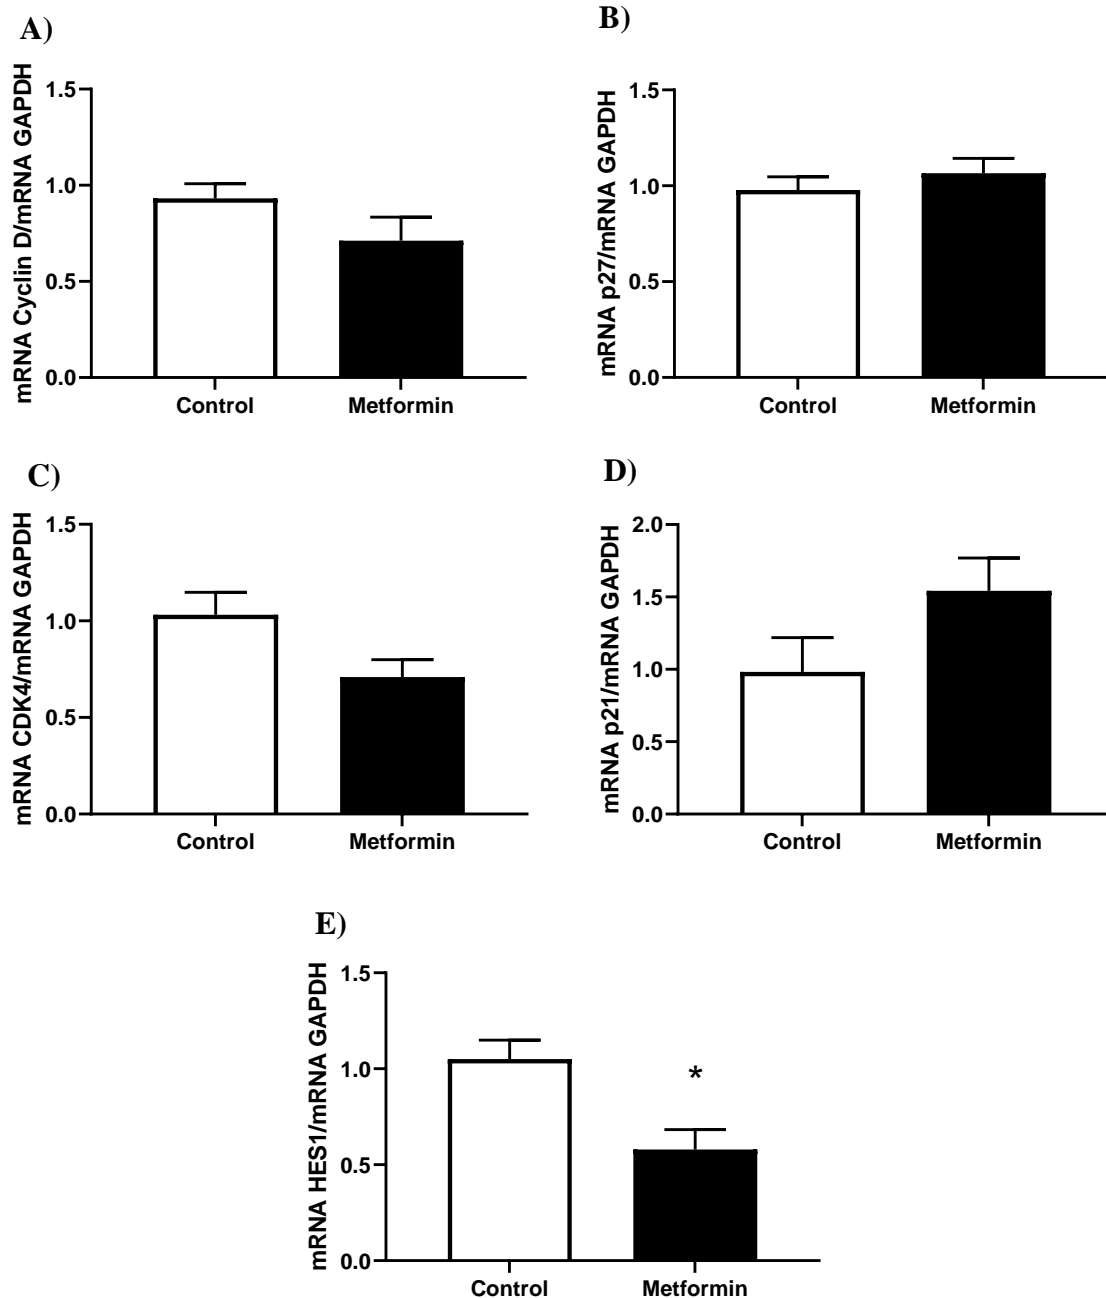 A)
mRNA Cyclin D/mRNA GAPDH
1.5
1.0
0.5
0.0
Control Metformin
B)
mRNA p27/mRNA GAPDH
1.5
1.0
0.5
0.0
Control Metformin
C)
mRNA CDK4/mRNA GAPDH
1.5
1.0
0.5
0.0
Control Metformin
D)
mRNA p21/mRNA GAPDH
2.0
1.5
1.0
0.5
0.0
Control Metformin
E)
mRNA HES1/mRNA GAPDH
1.5
1.0
0.5
0.0
*
Control Metformin